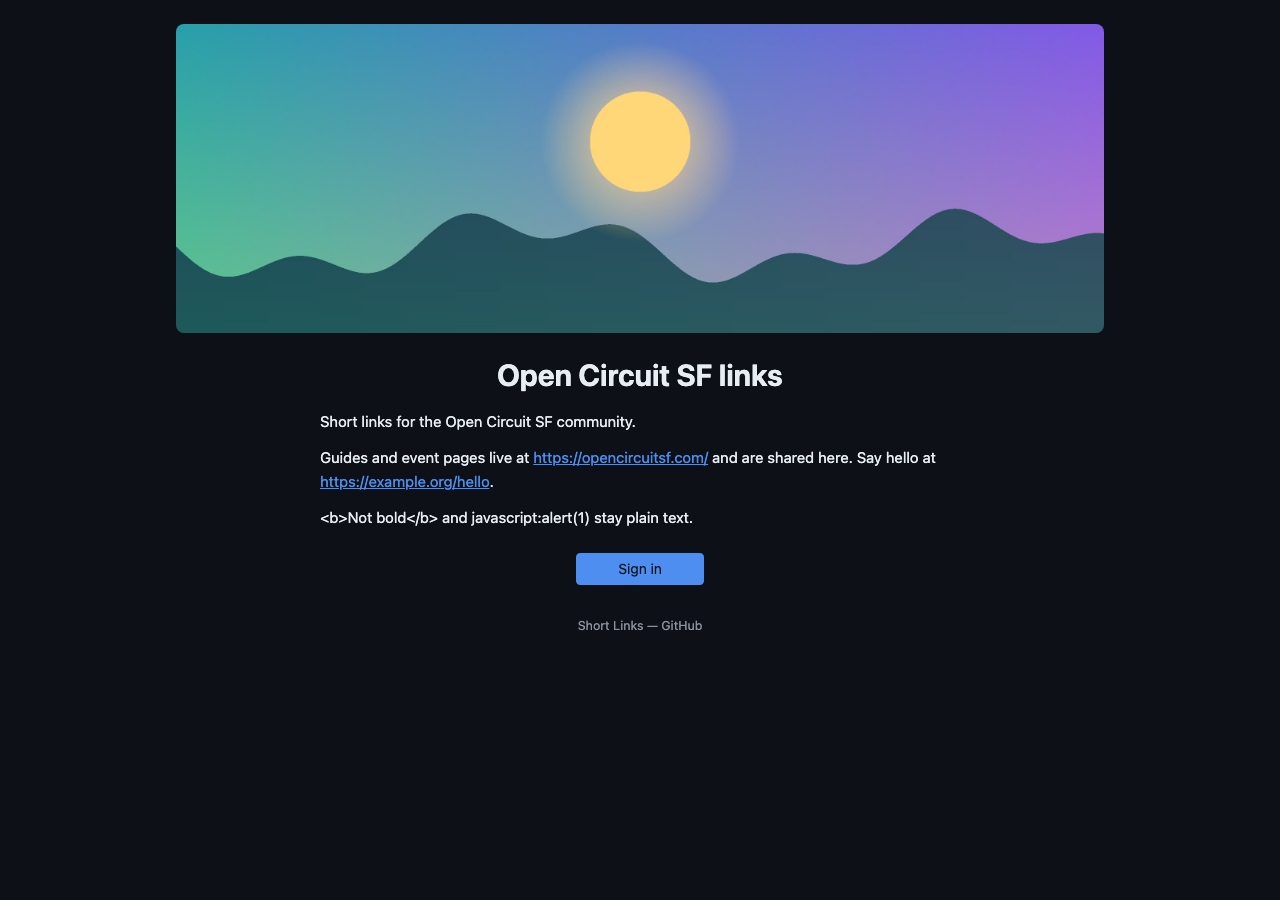 Open Circuit SF links
Short links for the Open Circuit SF community.
Guides and event pages live at https://opencircuitsf.com/ and are shared here. Say hello at
https://example.org/hello.
<b>Not bold</b> and javascript:alert(1) stay plain text.
Sign in
Short Links — GitHub